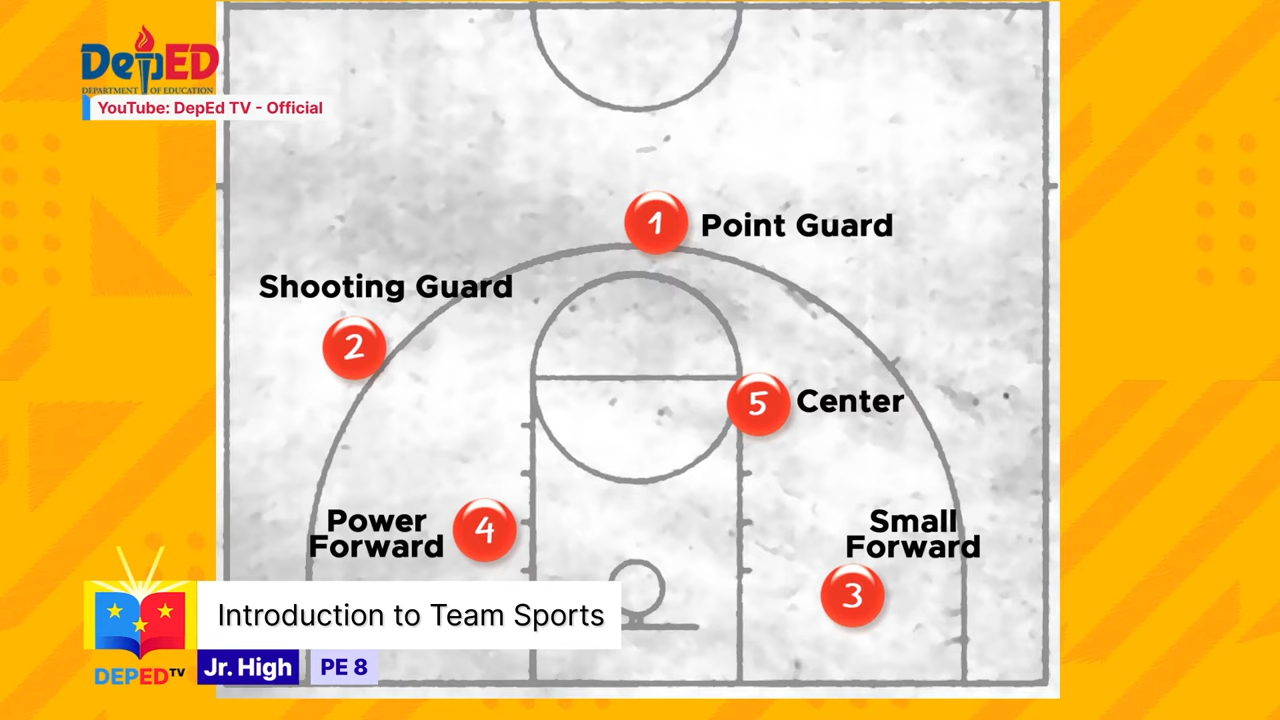 DepED
DEPARTMENT OF EDUCATION
YouTube: DepEd TV - Official
1 Point Guard
Shooting Guard
2
5 Center
Power
Forward
4
Small
Forward
3
Introduction to Team Sports
DEPED TV
Jr. High
PE 8